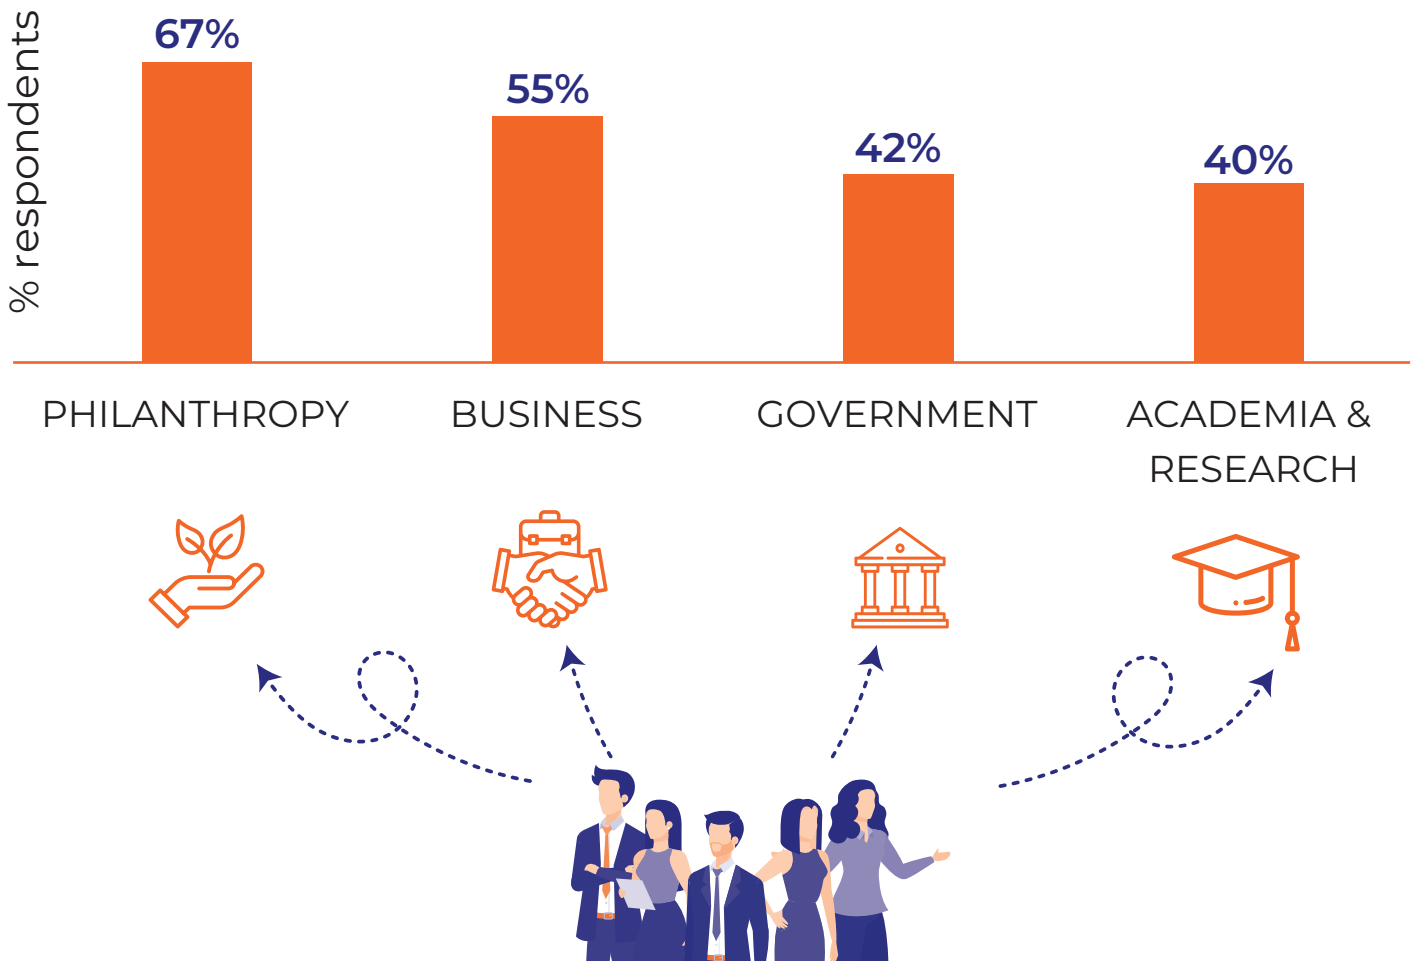 % respondents
67%
55%
42%
40%
PHILANTHROPY
BUSINESS
GOVERNMENT
ACADEMIA &
RESEARCH